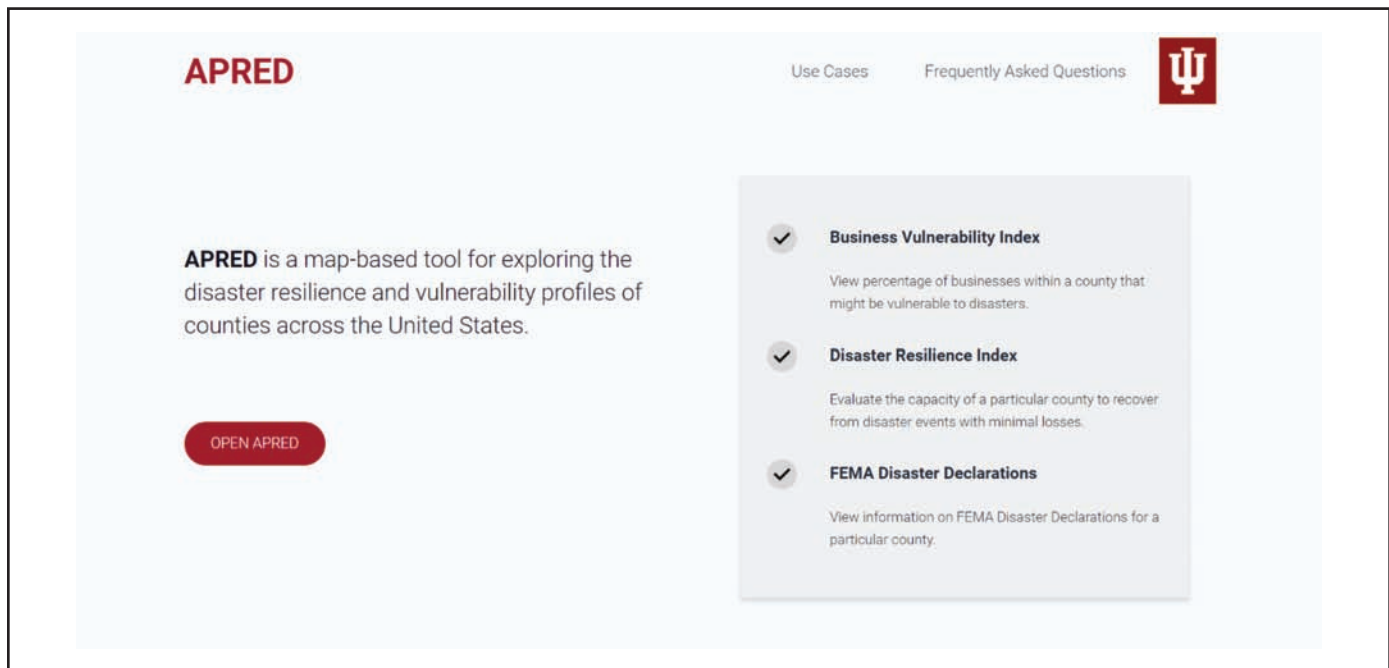 APRED
Use Cases
Frequently Asked Questions
APRED is a map-based tool for exploring the
disaster resilience and vulnerability profiles of
counties across the United States.
OPEN APRED
Business Vulnerability Index
View percentage of businesses within a county that
might be vulnerable to disasters.
Disaster Resilience Index
Evaluate the capacity of a particular county to recover
from disaster events with minimal losses.
FEMA Disaster Declarations
View information on FEMA Disaster Declarations for a
particular county.